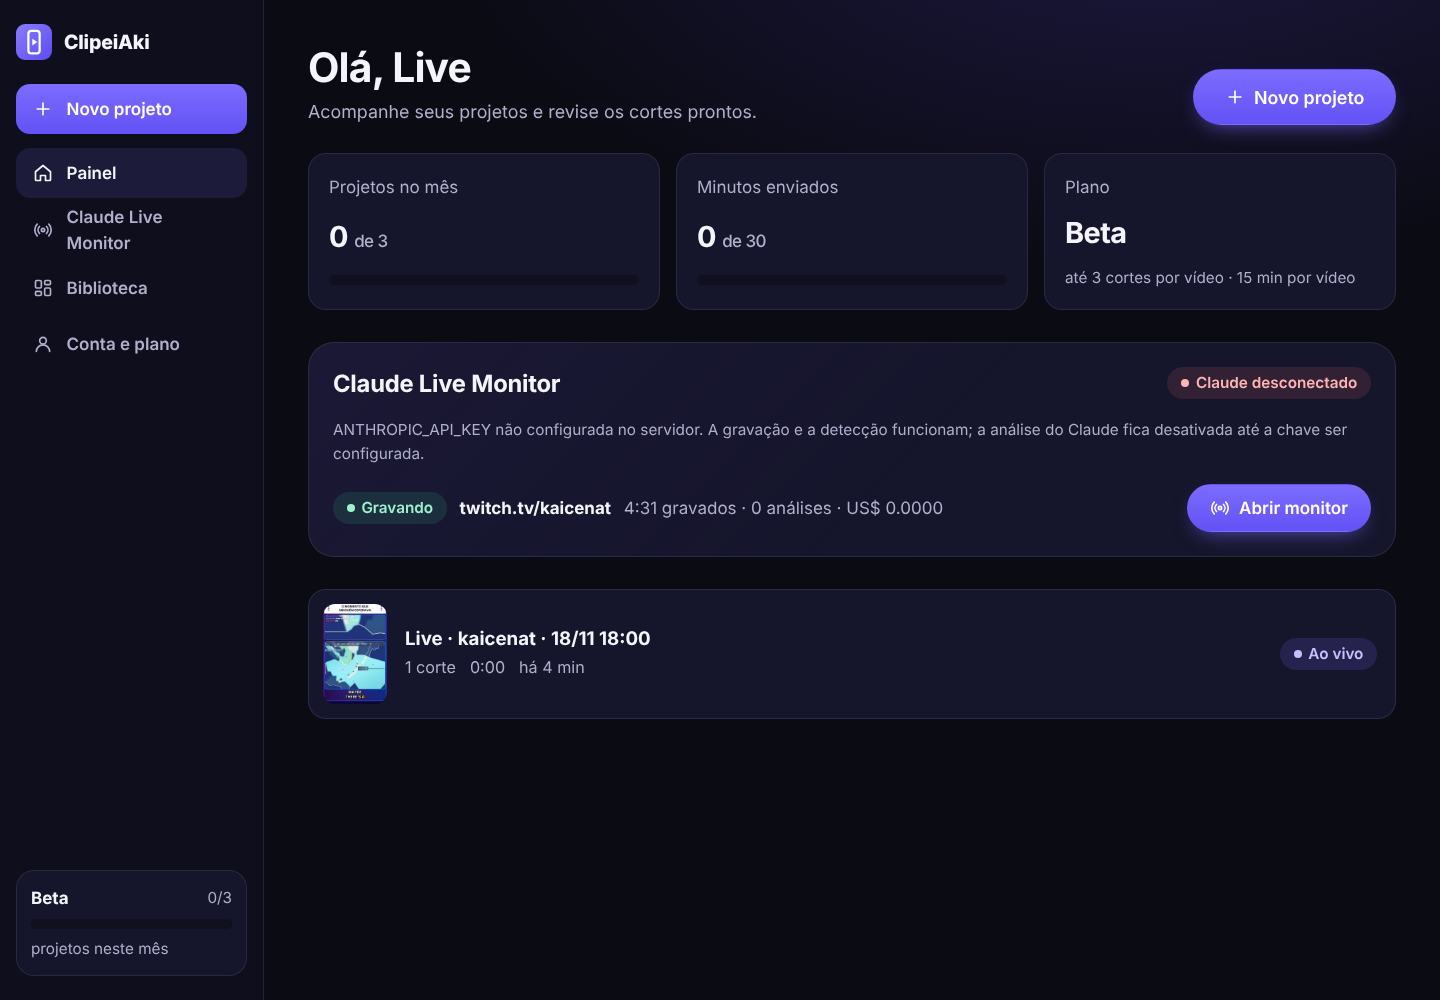 ClipeiAki
Novo projeto
Painel
Claude Live
Monitor
Biblioteca
Conta e plano
Beta 0/3
projetos neste mês
Olá, Live
Acompanhe seus projetos e revise os cortes prontos.
Novo projeto
Projetos no mês
0 de 3
Minutos enviados
0 de 30
Plano
Beta
até 3 cortes por vídeo · 15 min por vídeo
Claude Live Monitor
Claude desconectado
ANTHROPIC_API_KEY não configurada no servidor. A gravação e a detecção funcionam; a análise do Claude fica desativada até a chave ser
configurada.
Gravando twitch.tv/kaicenat 4:31 gravados · 0 análises · US$ 0.0000
Abrir monitor
Live · kaicenat · 18/11 18:00
1 corte 0:00 há 4 min
Ao vivo